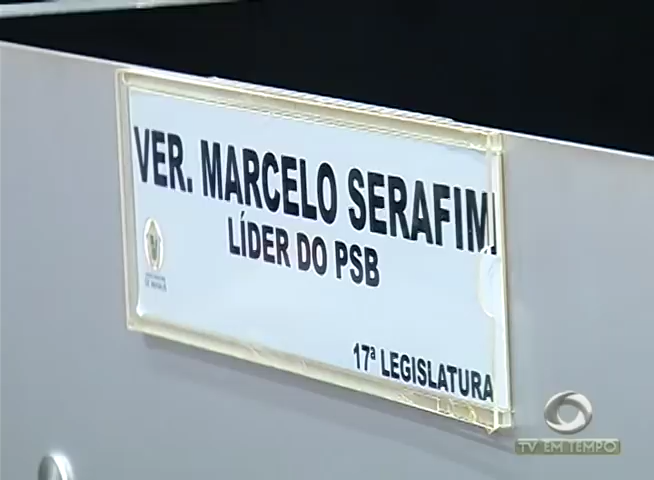 VER. MARCELO SERAFIM
LÍDER DO PSB
17ª LEGISLATURA
TV EM TEMPO